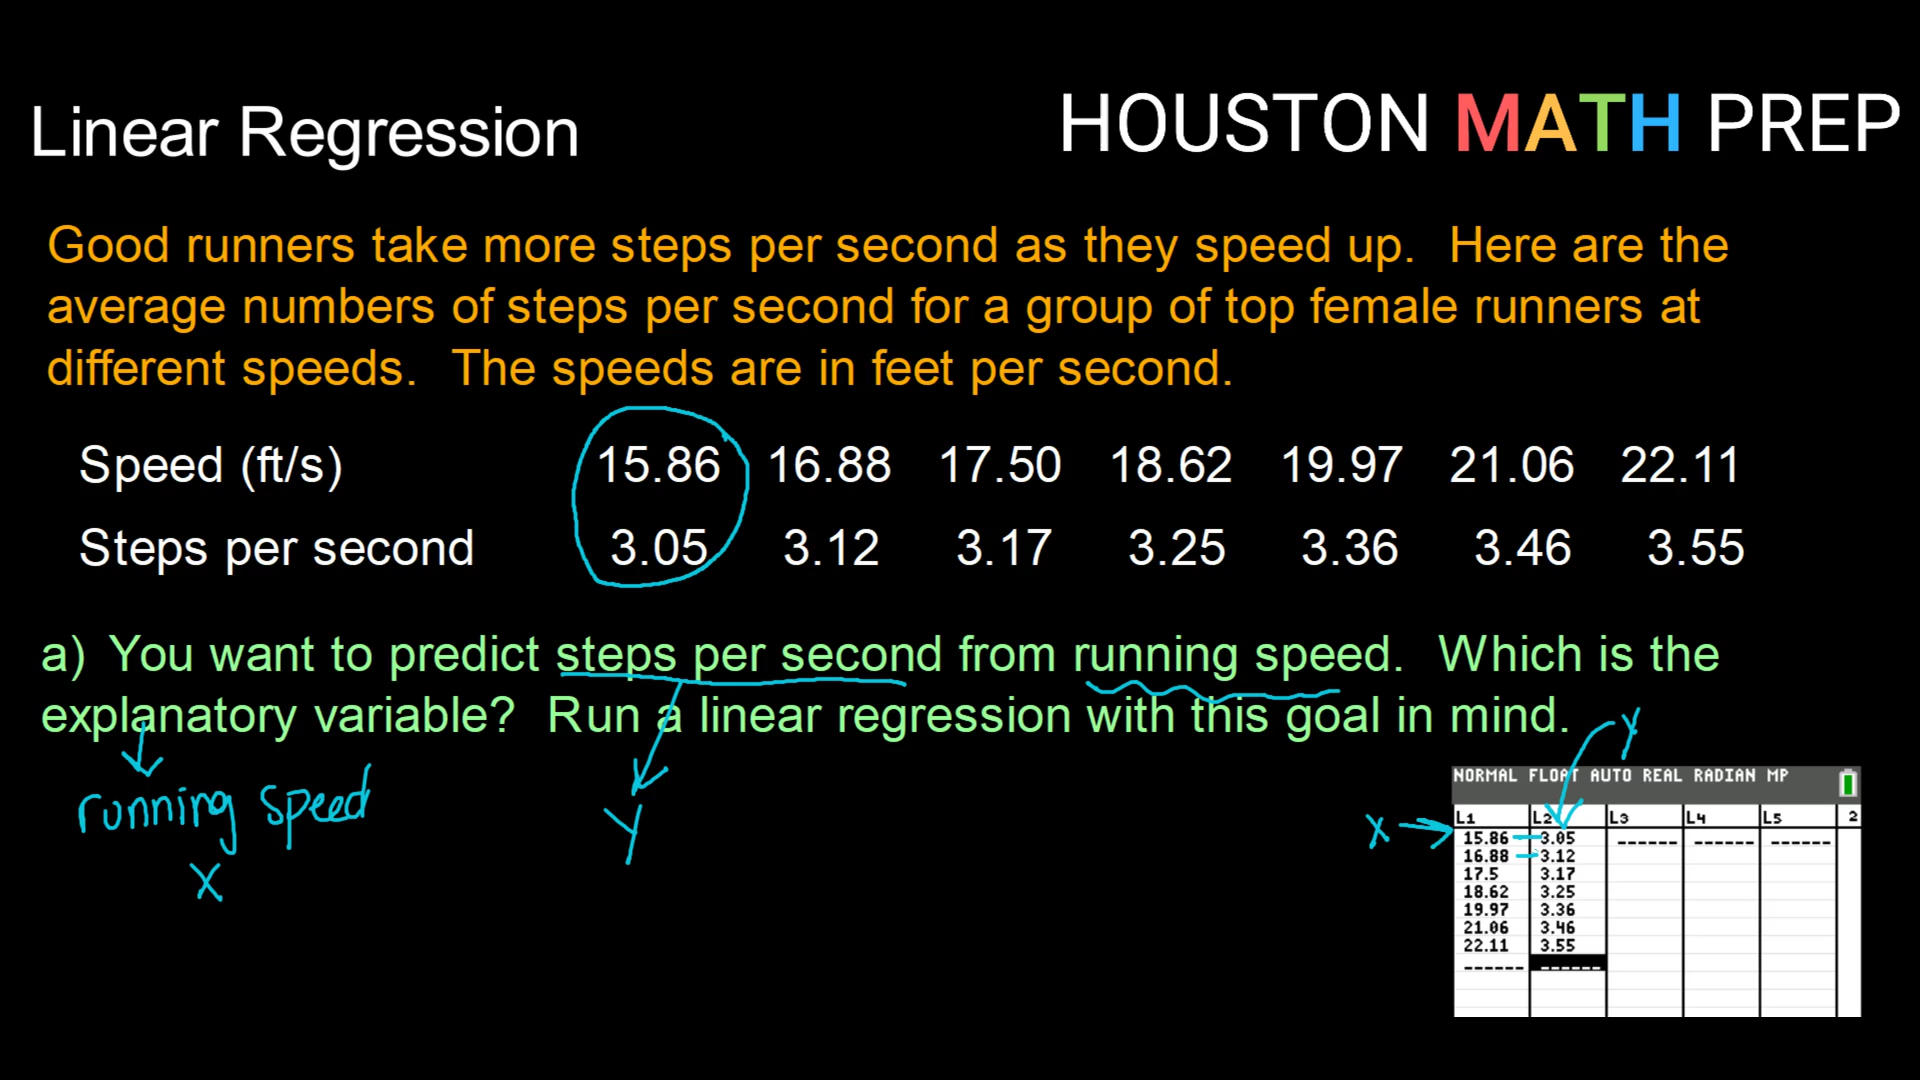 Linear Regression
HOUSTON MATH PREP
Good runners take more steps per second as they speed up. Here are the
average numbers of steps per second for a group of top female runners at
different speeds. The speeds are in feet per second.
Speed (ft/s) 15.86 16.88 17.50 18.62 19.97 21.06 22.11
Steps per second 3.05 3.12 3.17 3.25 3.36 3.46 3.55
a) You want to predict steps per second from running speed. Which is the
explanatory variable? Run a linear regression with this goal in mind.
running speed
X
Y
Y
X
NORMAL FLOAT AUTO REAL RADIAN MP
L1 L2 L3 L4 L5 2
15.86 3.05 ------ ------ ------
16.88 3.12
17.5 3.17
18.62 3.25
19.97 3.36
21.06 3.46
22.11 3.55
------ ------